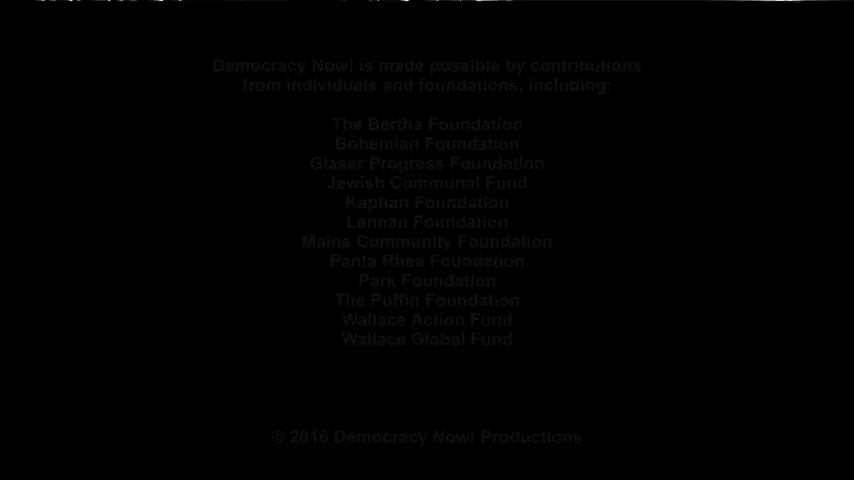 Democracy Now! is made possible by contributions
from individuals and foundations, including:
The Bertha Foundation
Bohemian Foundation
Glaser Progress Foundation
Jewish Communal Fund
Kaphan Foundation
Lannan Foundation
Maine Community Foundation
Panta Rhea Foundation
Park Foundation
The Puffin Foundation
Wallace Action Fund
Wallace Global Fund
© 2016 Democracy Now! Productions